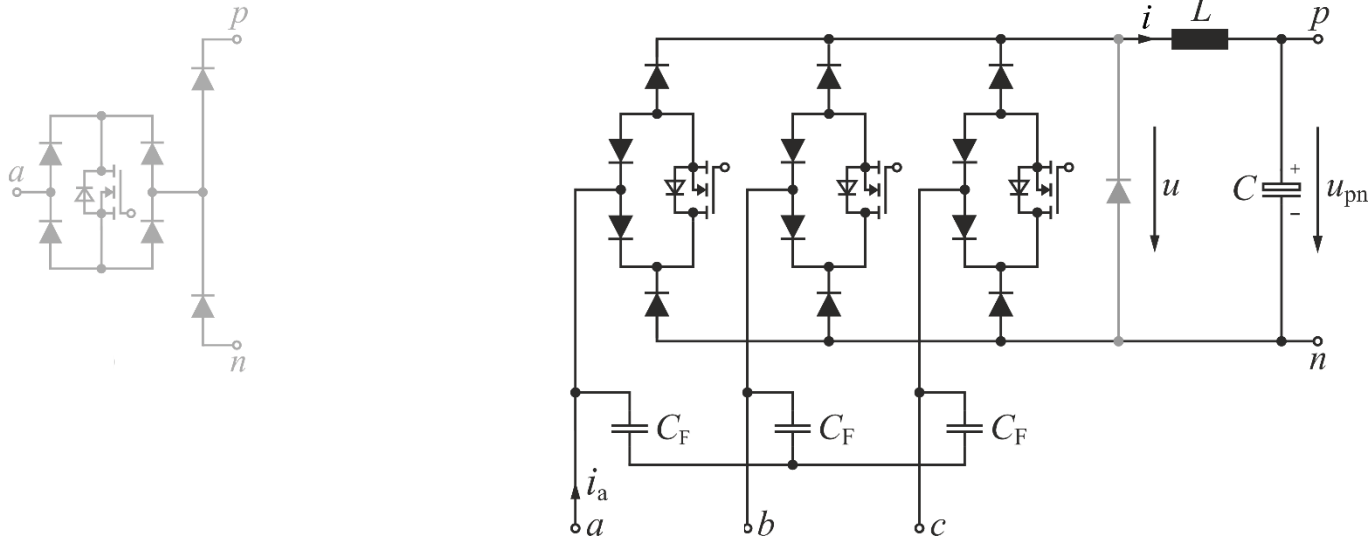 p
a
n
i L p
u C + − u_pn
n
C_F C_F C_F
i_a
a b c